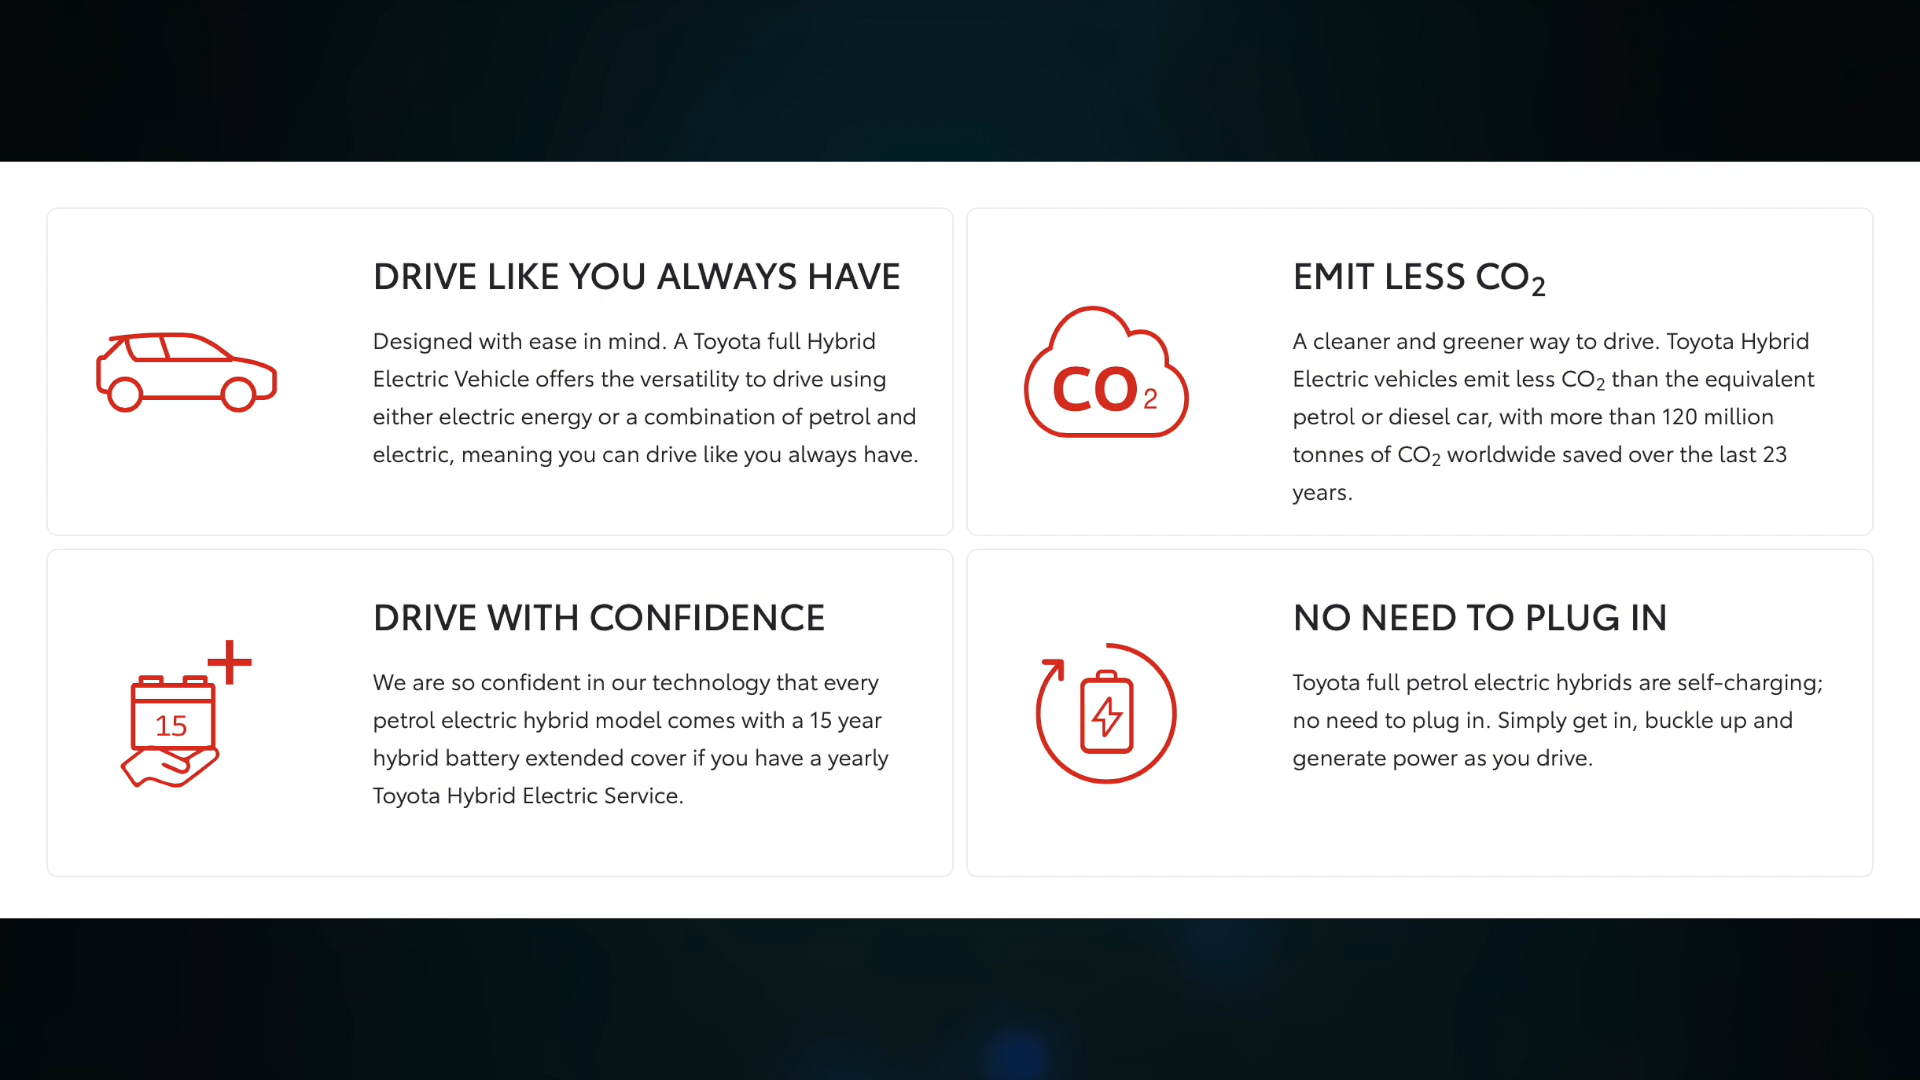 DRIVE LIKE YOU ALWAYS HAVE
Designed with ease in mind. A Toyota full Hybrid
Electric Vehicle offers the versatility to drive using
either electric energy or a combination of petrol and
electric, meaning you can drive like you always have.
CO₂
EMIT LESS CO₂
A cleaner and greener way to drive. Toyota Hybrid
Electric vehicles emit less CO₂ than the equivalent
petrol or diesel car, with more than 120 million
tonnes of CO₂ worldwide saved over the last 23
years.
15
DRIVE WITH CONFIDENCE
We are so confident in our technology that every
petrol electric hybrid model comes with a 15 year
hybrid battery extended cover if you have a yearly
Toyota Hybrid Electric Service.
NO NEED TO PLUG IN
Toyota full petrol electric hybrids are self-charging;
no need to plug in. Simply get in, buckle up and
generate power as you drive.